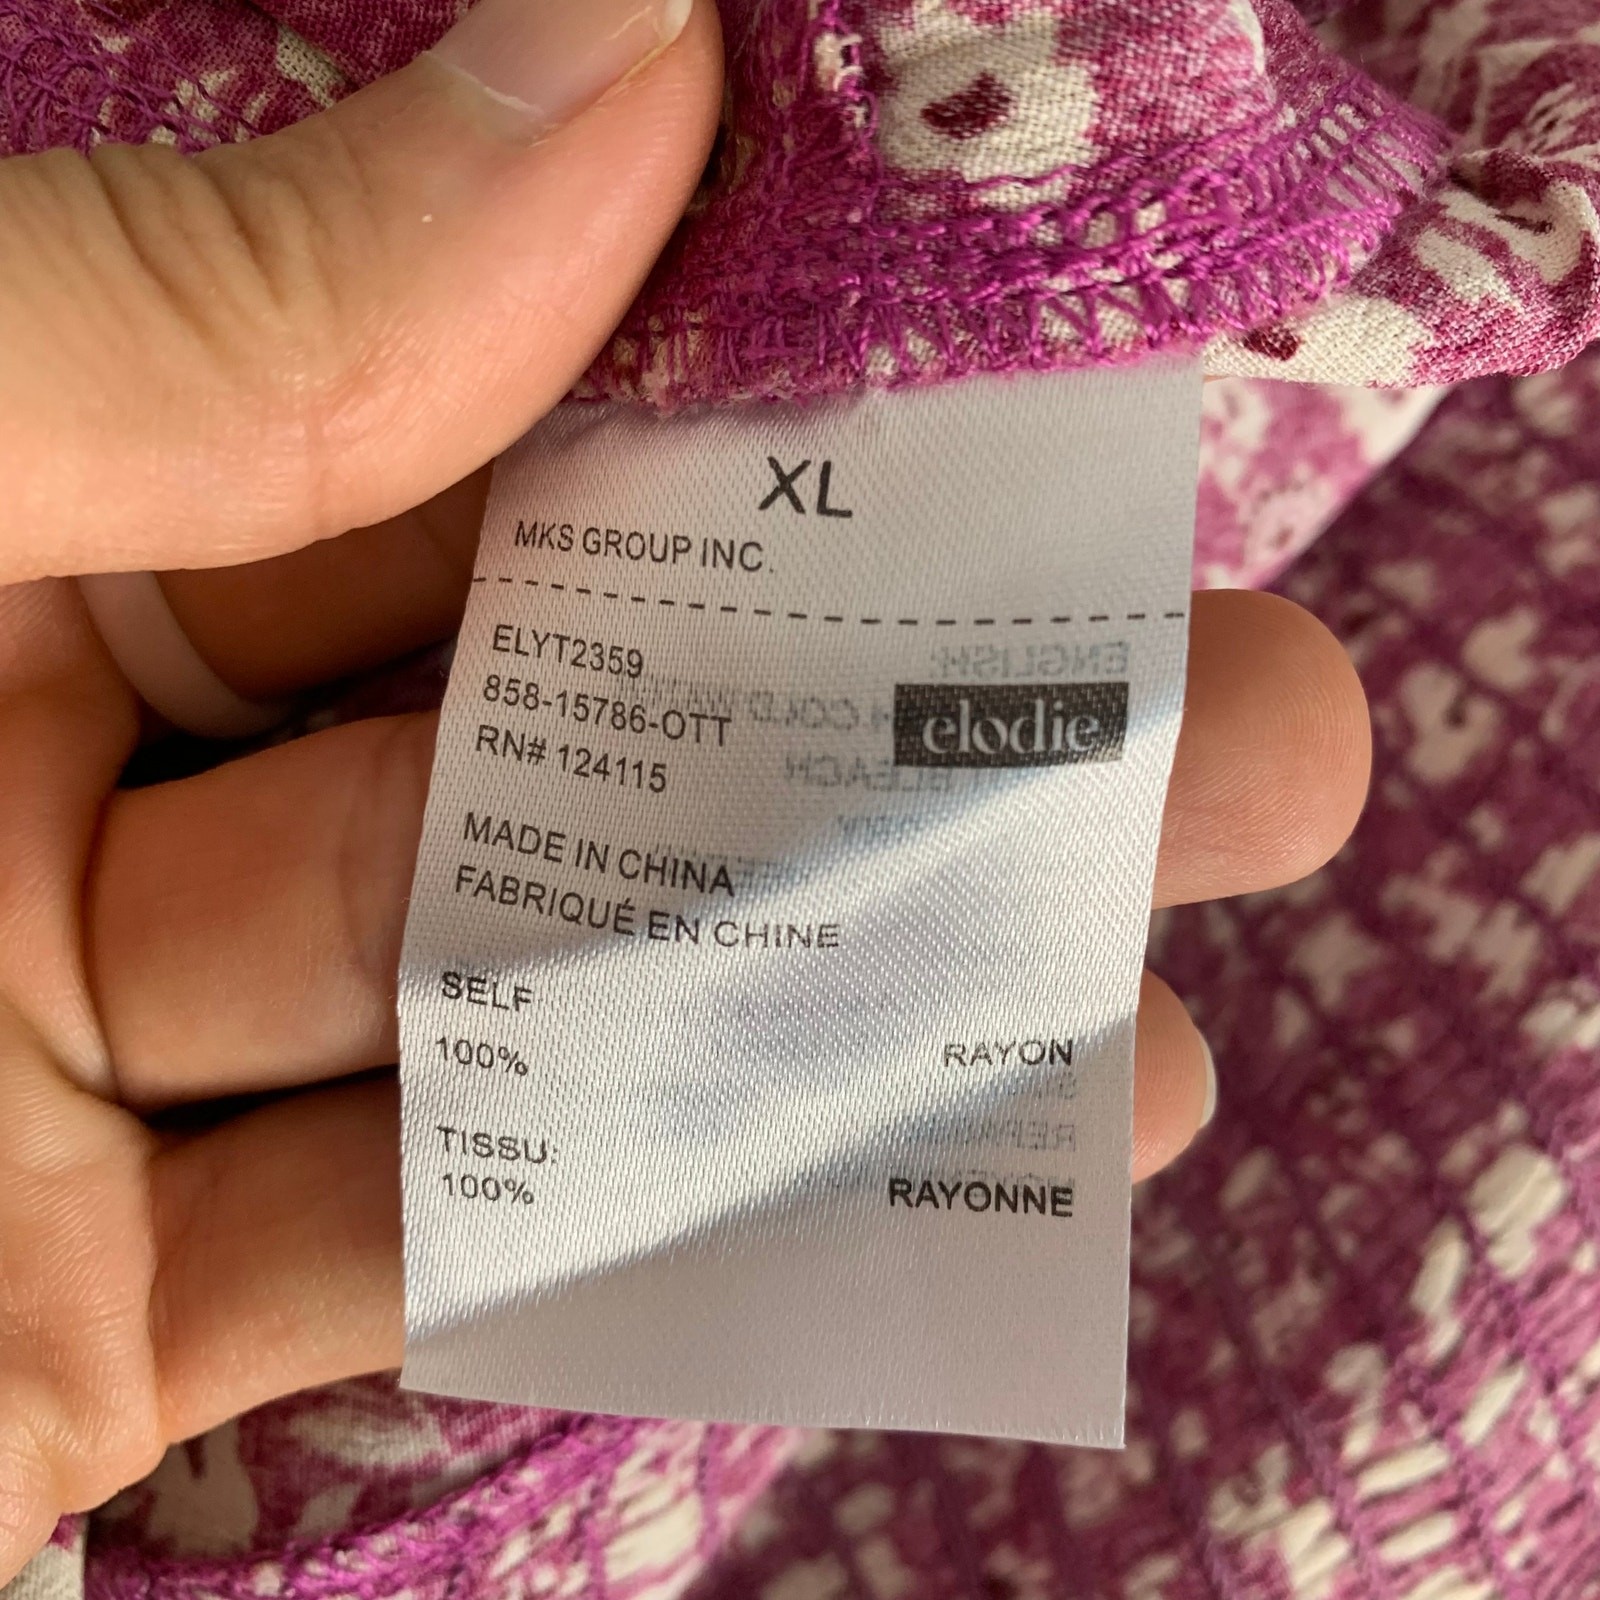 XL
MKS GROUP INC.
ELYT2359
858-15786-OTT
RN# 124115
elodie
MADE IN CHINA
FABRIQUÉ EN CHINE
SELF
100% RAYON
TISSU:
100% RAYONNE